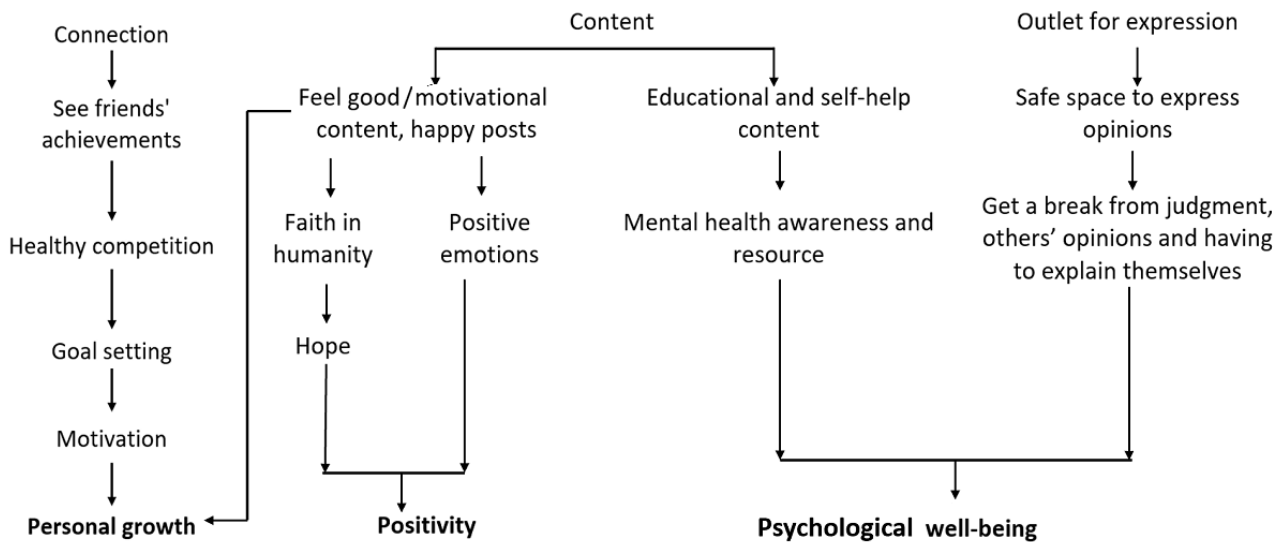 Connection
See friends'
achievements
Healthy competition
Goal setting
Motivation
Personal growth
Content
Feel good/motivational
content, happy posts
Faith in
humanity
Hope
Positive
emotions
Positivity
Educational and self-help
content
Mental health awareness and
resource
Outlet for expression
Safe space to express
opinions
Get a break from judgment,
others’ opinions and having
to explain themselves
Psychological well-being